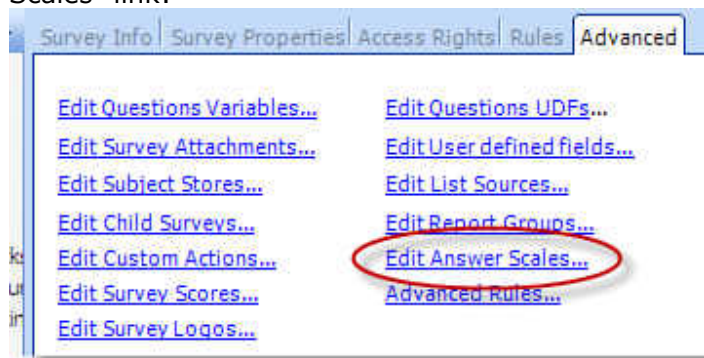 Scales" link.
Survey Info Survey Properties Access Rights Rules Advanced
Edit Questions Variables... Edit Questions UDFs...
Edit Survey Attachments... Edit User defined fields...
Edit Subject Stores... Edit List Sources...
Edit Child Surveys... Edit Report Groups...
Edit Custom Actions... Edit Answer Scales...
Edit Survey Scores... Advanced Rules...
Edit Survey Logos...